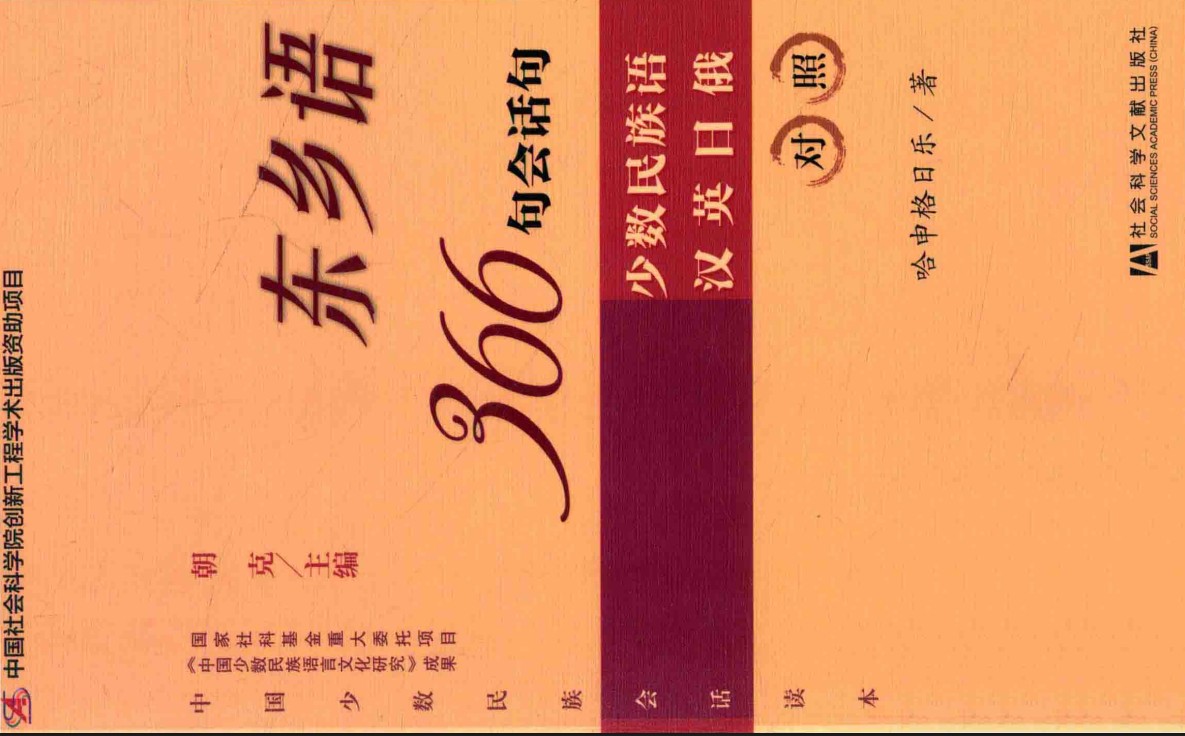 中国社会科学院创新工程学术出版资助项目
国家社科基金重大委托项目
《中国少数民族语言文化研究》成果
中国少数民族会话读本
朝克/主编
东乡语
366句会话句
少数民族语
汉英日俄
对照
哈申格日乐/著
社会科学文献出版社
SOCIAL SCIENCES ACADEMIC PRESS (CHINA)